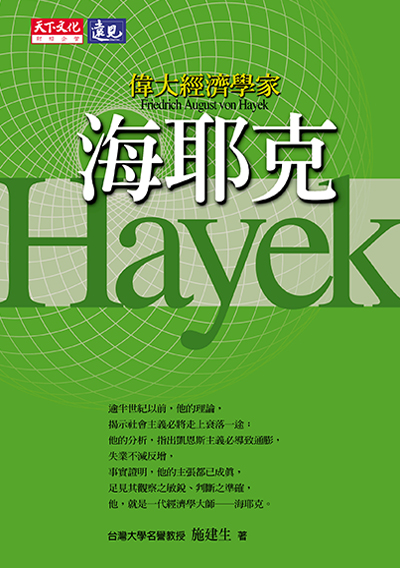 天下文化
財經企管
遠見
偉大經濟學家
Friedrich August von Hayek
海耶克
Hayek
逾半世紀以前，他的理論，
揭示社會主義必將走上衰落一途；
他的分析，指出凱恩斯主義必導致通膨，
失業不減反增，
事實證明，他的主張都已成真，
足見其觀察之敏銳、判斷之準確，
他，就是一代經濟學大師——海耶克。
台灣大學名譽教授 施建生 著